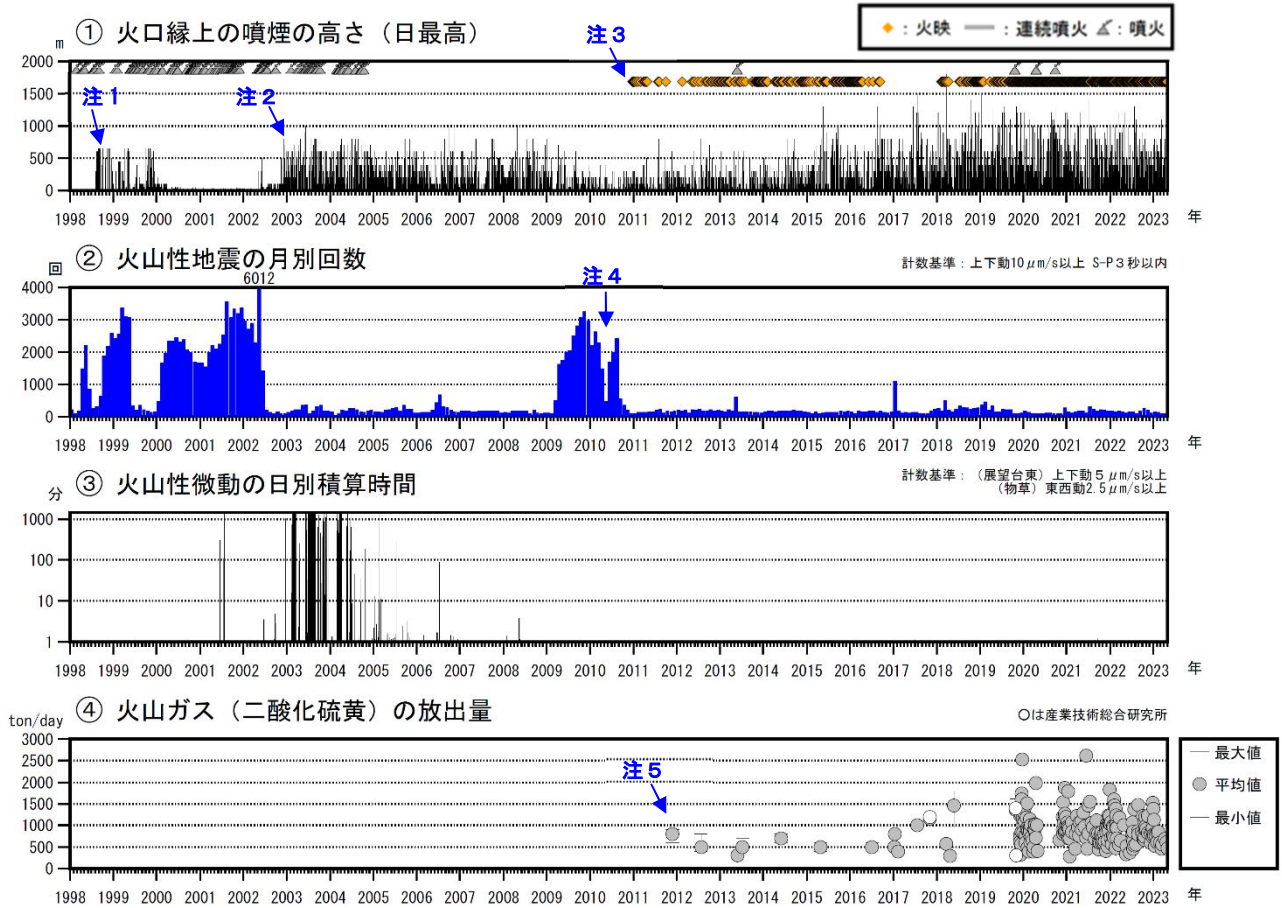 ① 火口縁上の噴煙の高さ（日最高）
◆：火映 ―：連続噴火 ：噴火
m
注3
2000
1500
1000
500
0
注1
注2
1998 1999 2000 2001 2002 2003 2004 2005 2006 2007 2008 2009 2010 2011 2012 2013 2014 2015 2016 2017 2018 2019 2020 2021 2022 2023 年
② 火山性地震の月別回数
計数基準：上下動10μm/s以上 S-P3秒以内
回
6012
注4
4000
3000
2000
1000
0
1998 1999 2000 2001 2002 2003 2004 2005 2006 2007 2008 2009 2010 2011 2012 2013 2014 2015 2016 2017 2018 2019 2020 2021 2022 2023 年
③ 火山性微動の日別積算時間
計数基準：（展望台東）上下動5μm/s以上
（物草）東西動2.5μm/s以上
分
1000
100
10
1
1998 1999 2000 2001 2002 2003 2004 2005 2006 2007 2008 2009 2010 2011 2012 2013 2014 2015 2016 2017 2018 2019 2020 2021 2022 2023 年
④ 火山ガス（二酸化硫黄）の放出量
○は産業技術総合研究所
ton/day
注5
3000
2500
2000
1500
1000
500
0
最大値
平均値
最小値
1998 1999 2000 2001 2002 2003 2004 2005 2006 2007 2008 2009 2010 2011 2012 2013 2014 2015 2016 2017 2018 2019 2020 2021 2022 2023 年